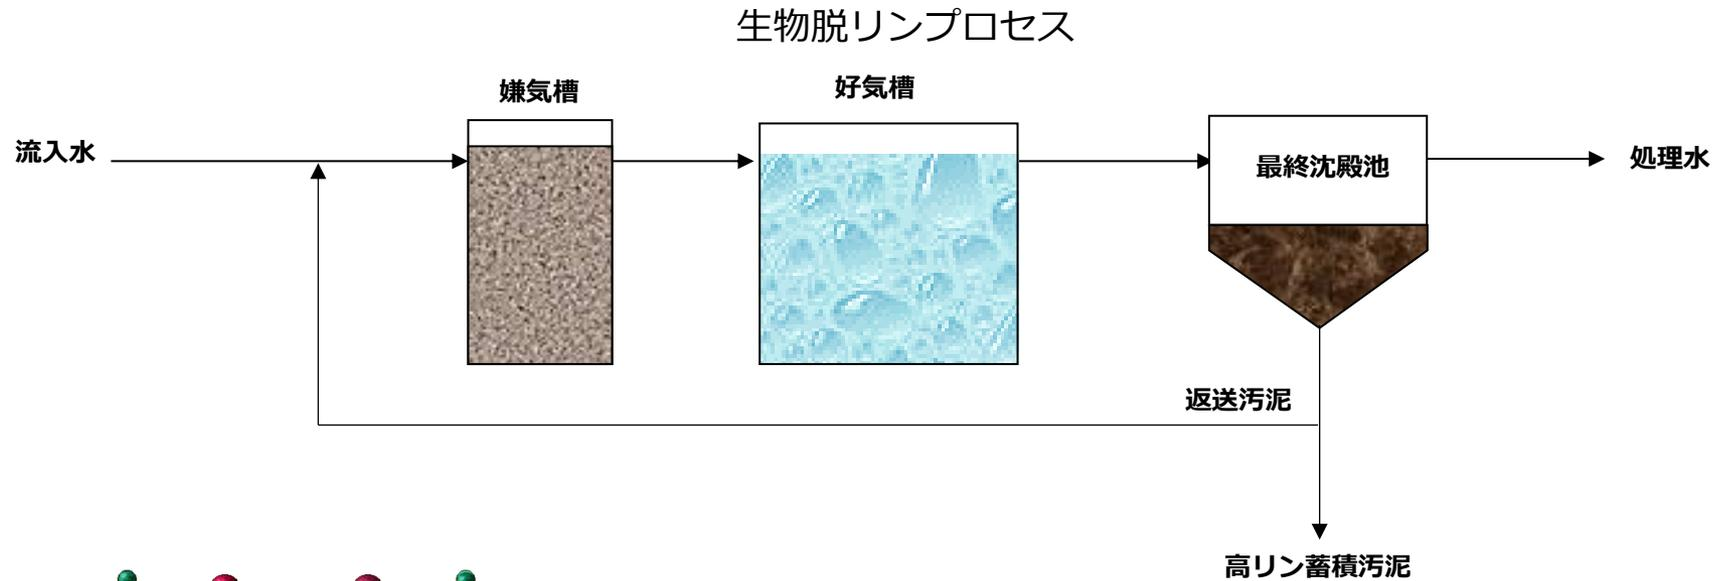 生物脱リンプロセス
嫌気槽
好気槽
流入水
最終沈殿池
処理水
返送汚泥
高リン蓄積汚泥